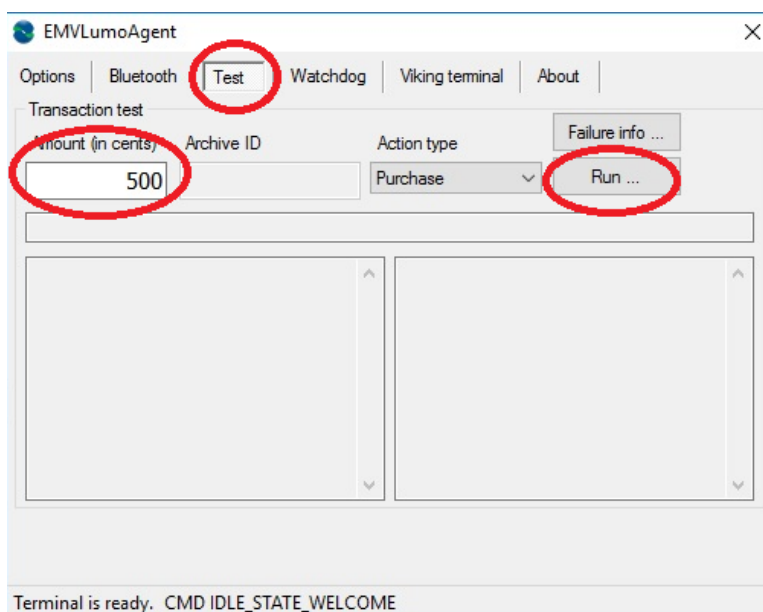 EMVLumoAgent
Options Bluetooth Test Watchdog Viking terminal About
Transaction test
Amount (in cents) Archive ID Action type Failure info ...
500 Purchase Run ...
Terminal is ready. CMD IDLE_STATE_WELCOME